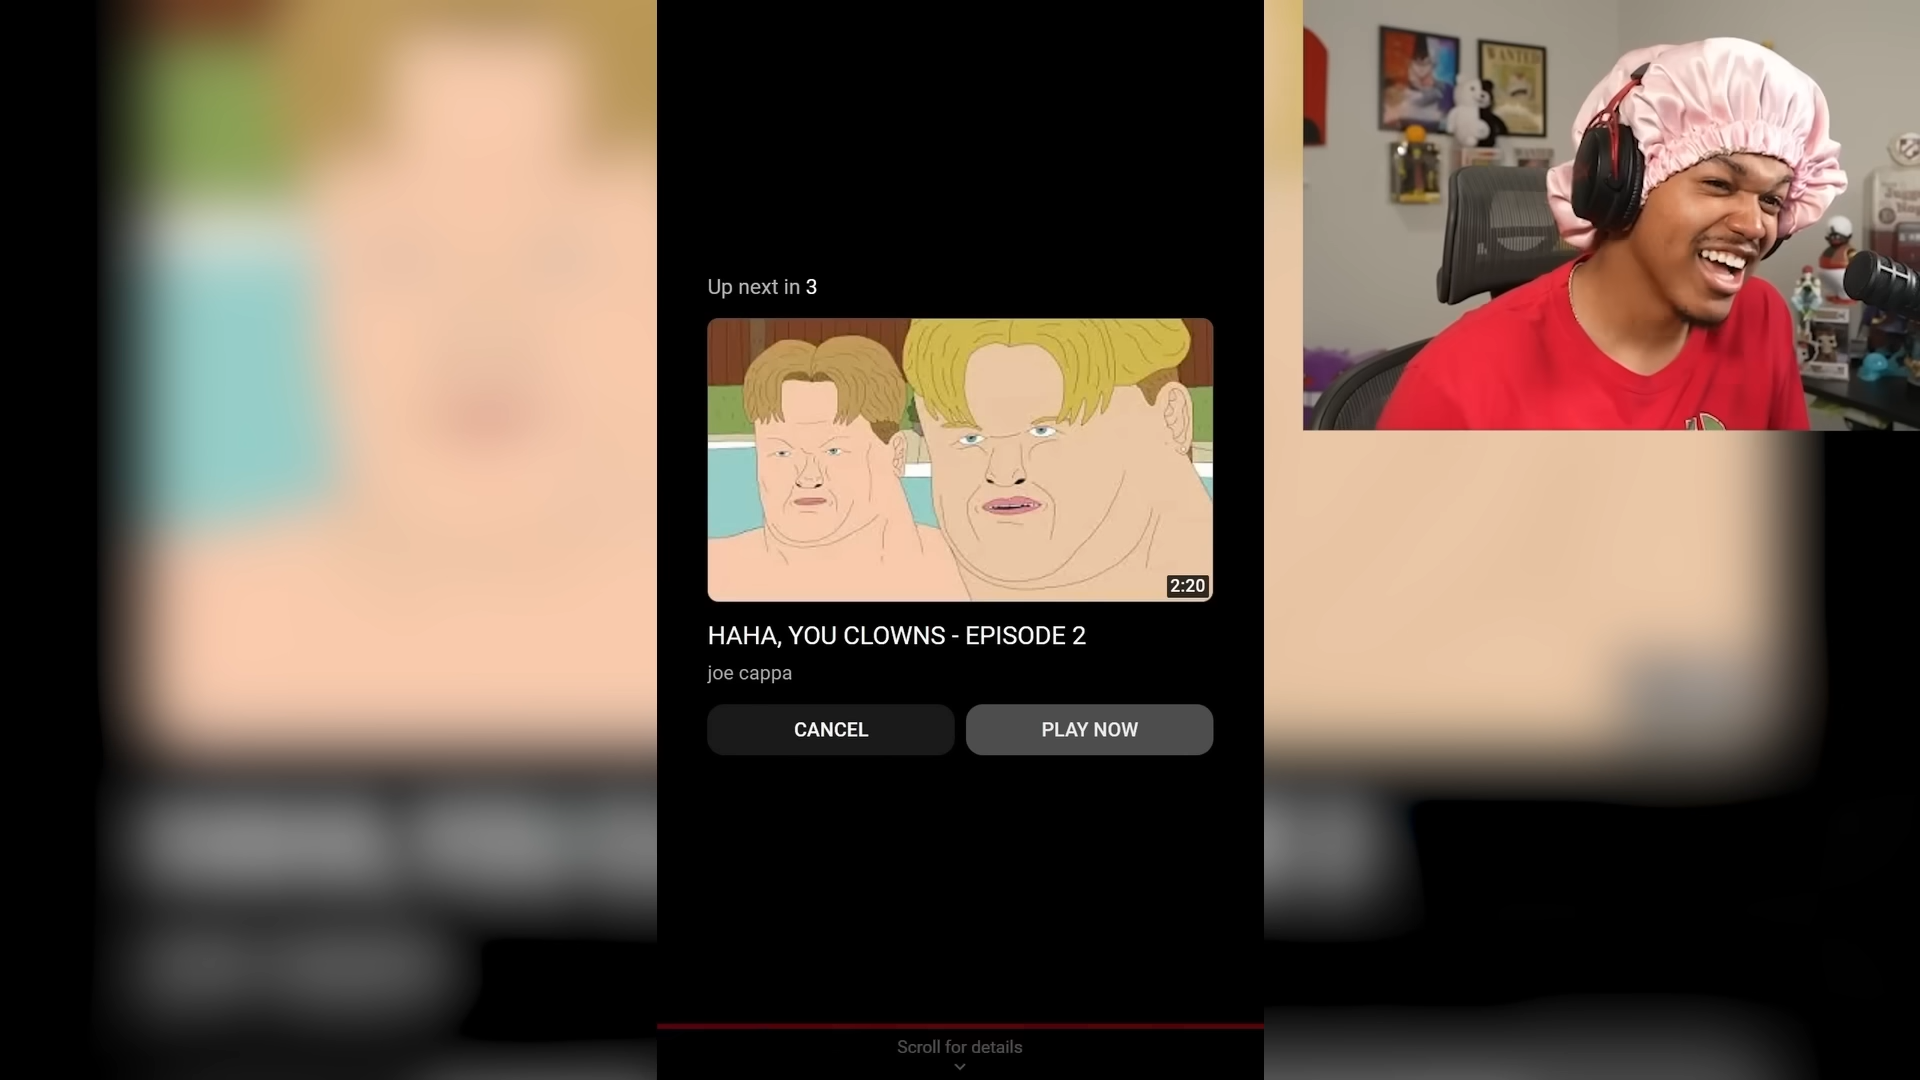 Up next in 3
2:20
HAHA, YOU CLOWNS - EPISODE 2
joe cappa
CANCEL
PLAY NOW
Scroll for details
WANTED